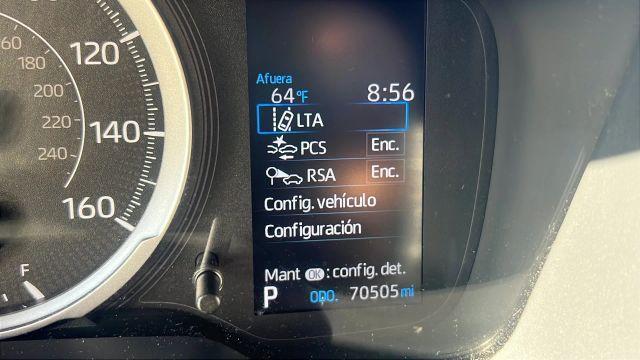 120
140
160
160
180
200
220
240
F
Afuera
64°F 8:56
LTA
PCS Enc.
RSA Enc.
Config. vehículo
Configuración
Mant OK : config. det.
P ODO. 70505 mi